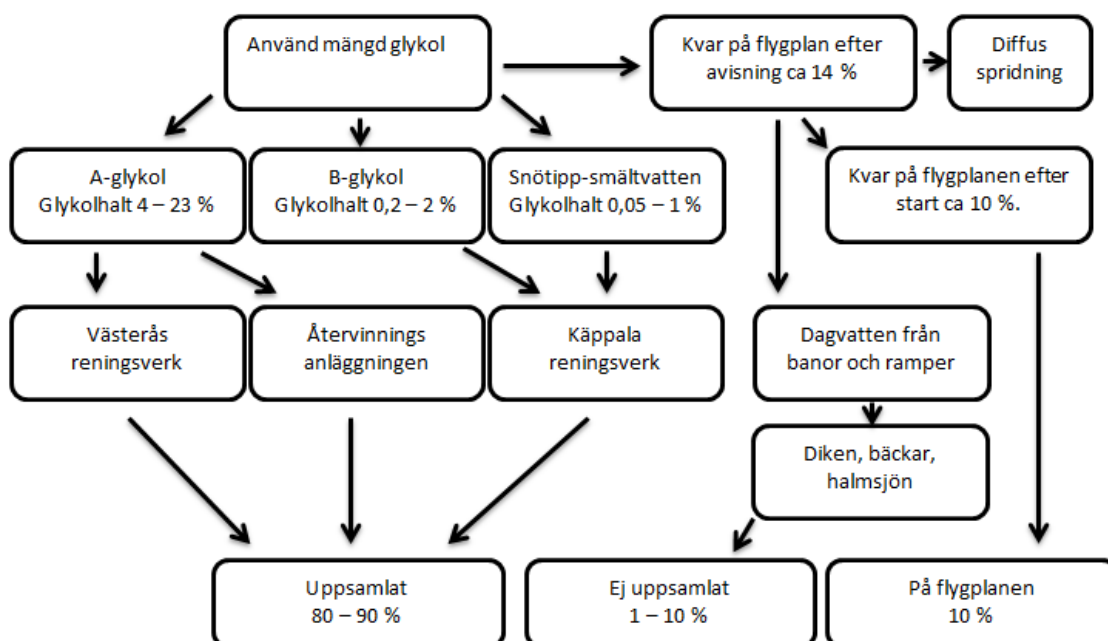 Använd mängd glykol
Kvar på flygplan efter
avisning ca 14 %
Diffus
spridning
A-glykol
Glykolhalt 4 – 23 %
B-glykol
Glykolhalt 0,2 – 2 %
Snötipp-smältvatten
Glykolhalt 0,05 – 1 %
Kvar på flygplanen efter
start ca 10 %.
Västerås
reningsverk
Återvinnings
anläggningen
Käppala
reningsverk
Dagvatten från
banor och ramper
Diken, bäckar,
halmsjön
Uppsamlat
80 – 90 %
Ej uppsamlat
1 – 10 %
På flygplanen
10 %